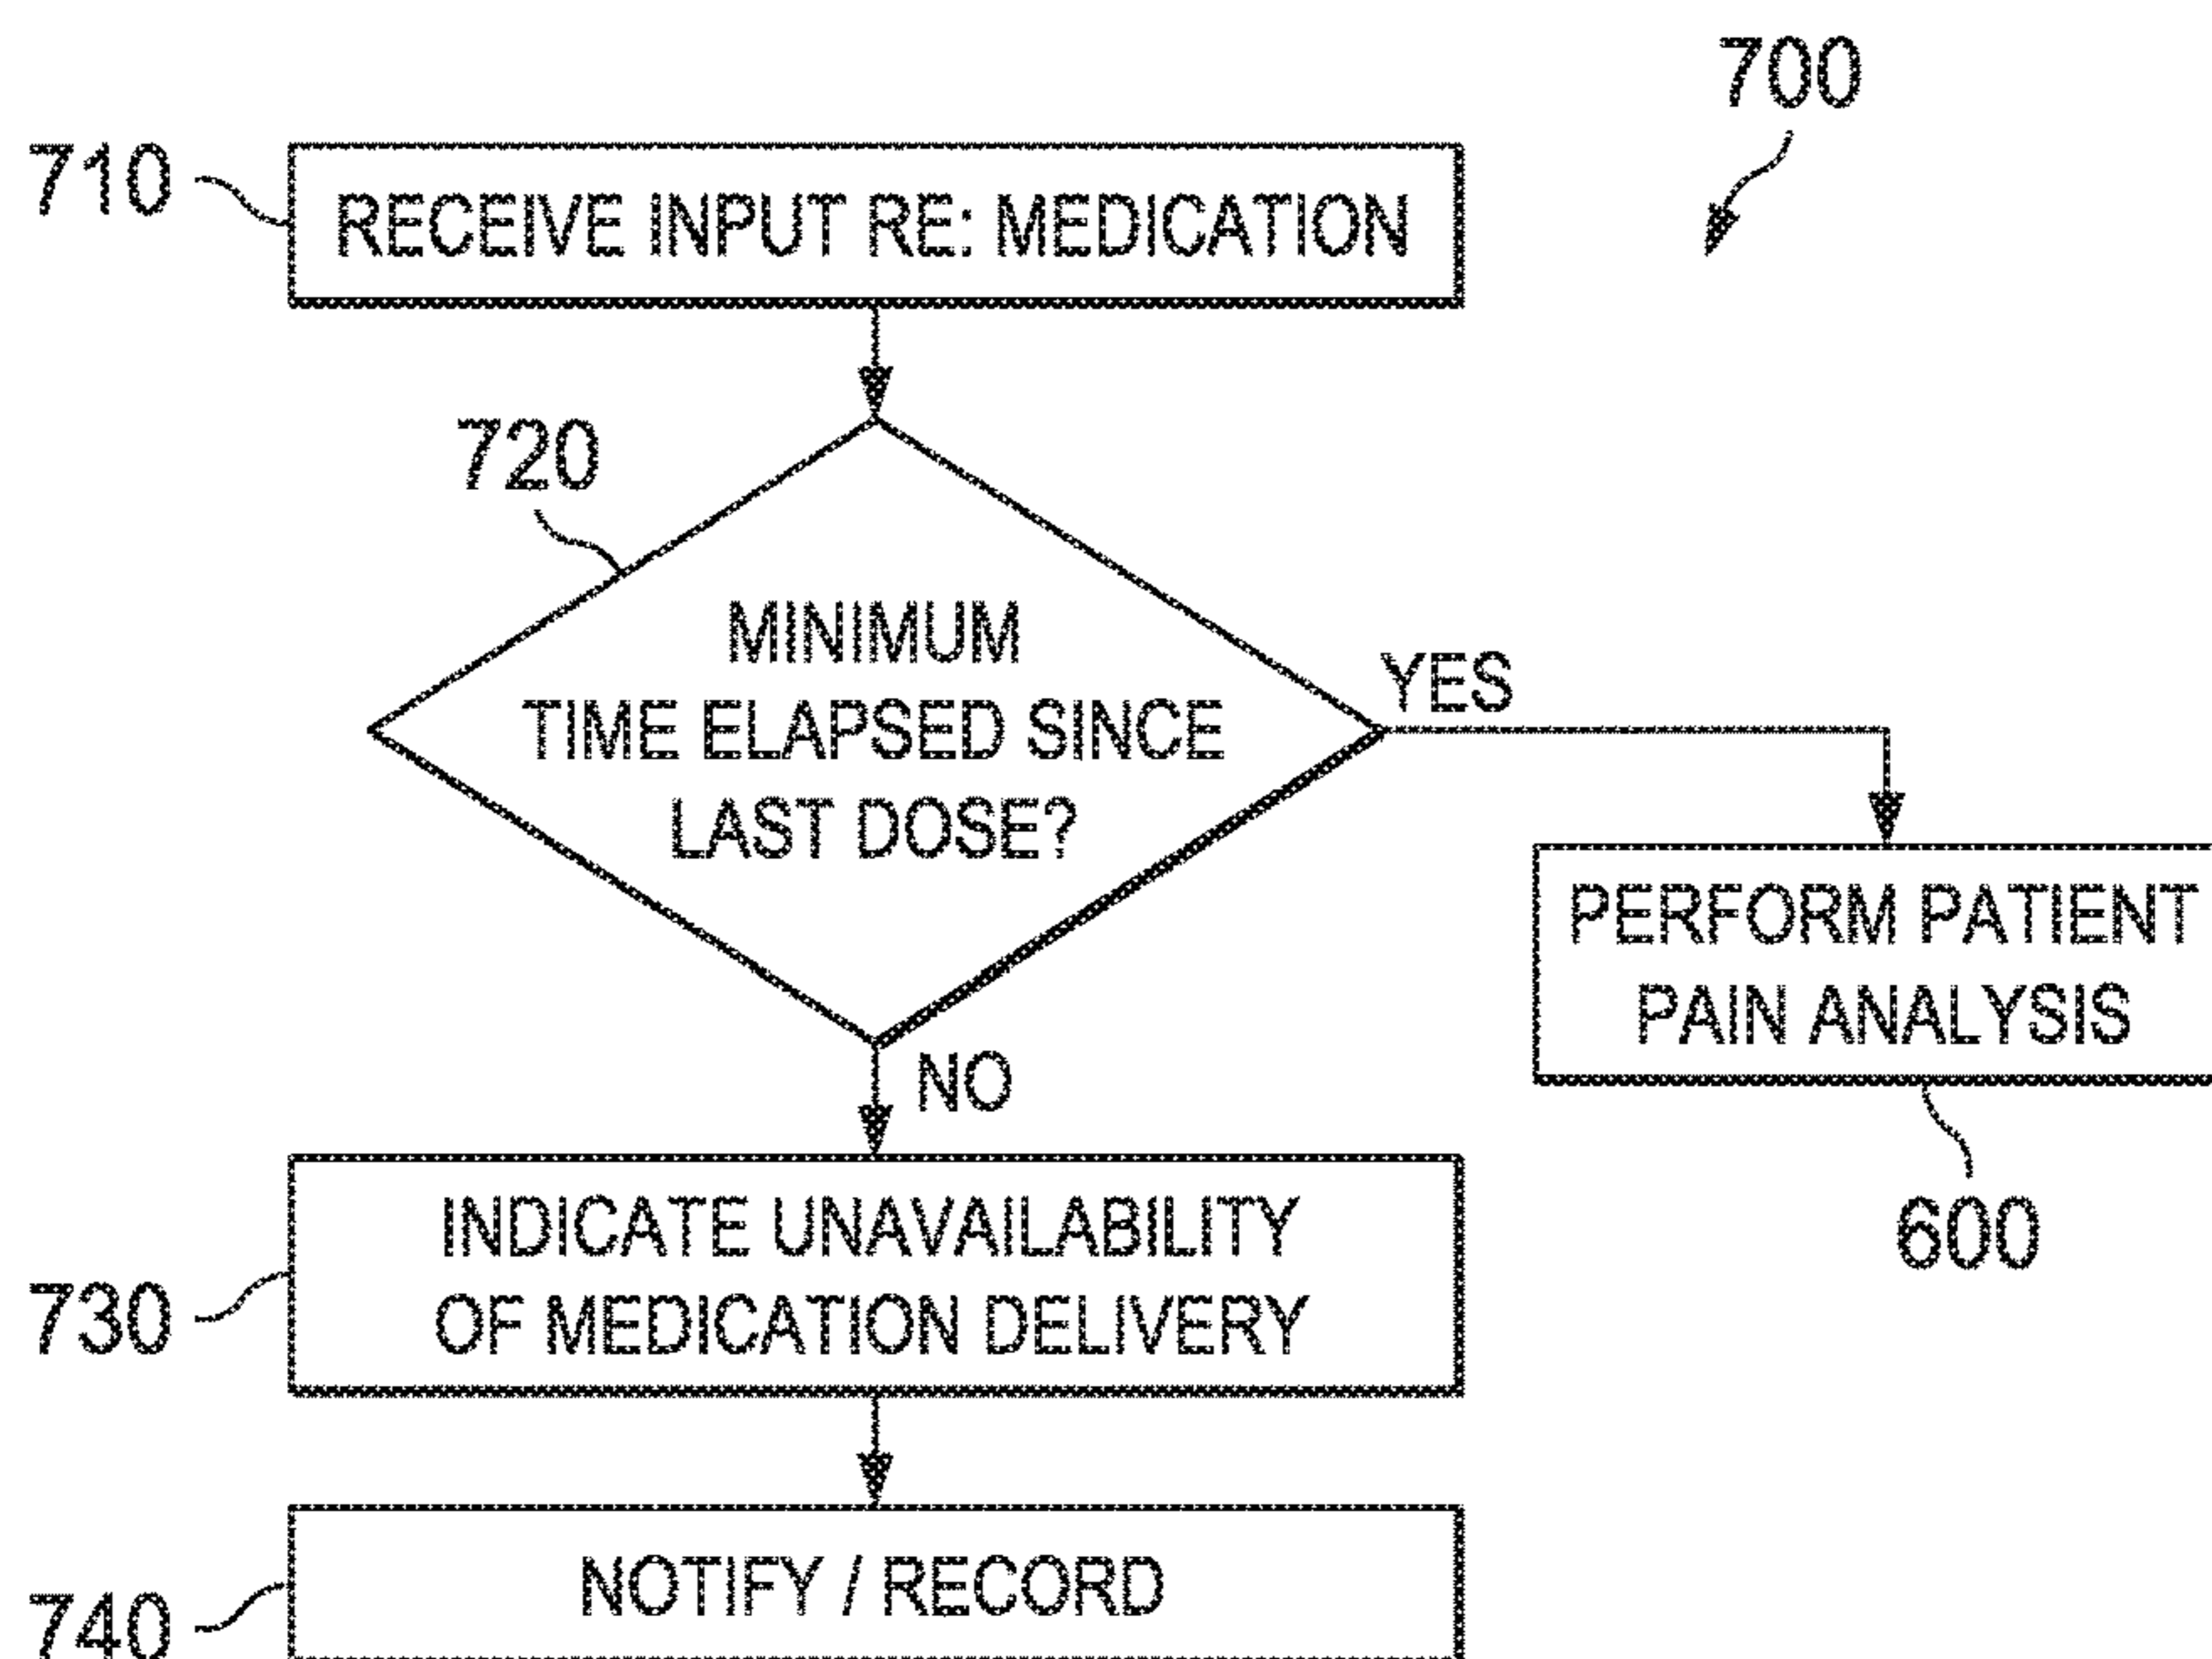 700
710
RECEIVE INPUT RE: MEDICATION
720
MINIMUM
TIME ELAPSED SINCE
LAST DOSE?
YES
PERFORM PATIENT
PAIN ANALYSIS
600
NO
730
INDICATE UNAVAILABILITY
OF MEDICATION DELIVERY
740
NOTIFY / RECORD